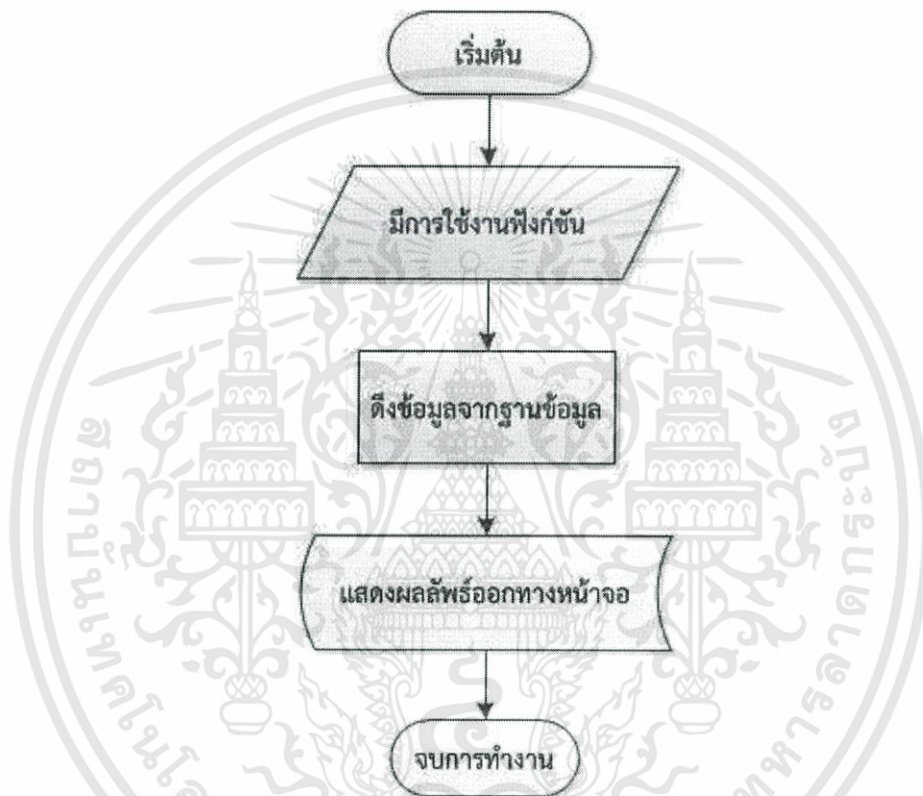 เริ่มต้น
มีการใช้งานฟังก์ชัน
ดึงข้อมูลจากฐานข้อมูล
แสดงผลลัพธ์ออกทางหน้าจอ
จบการทำงาน